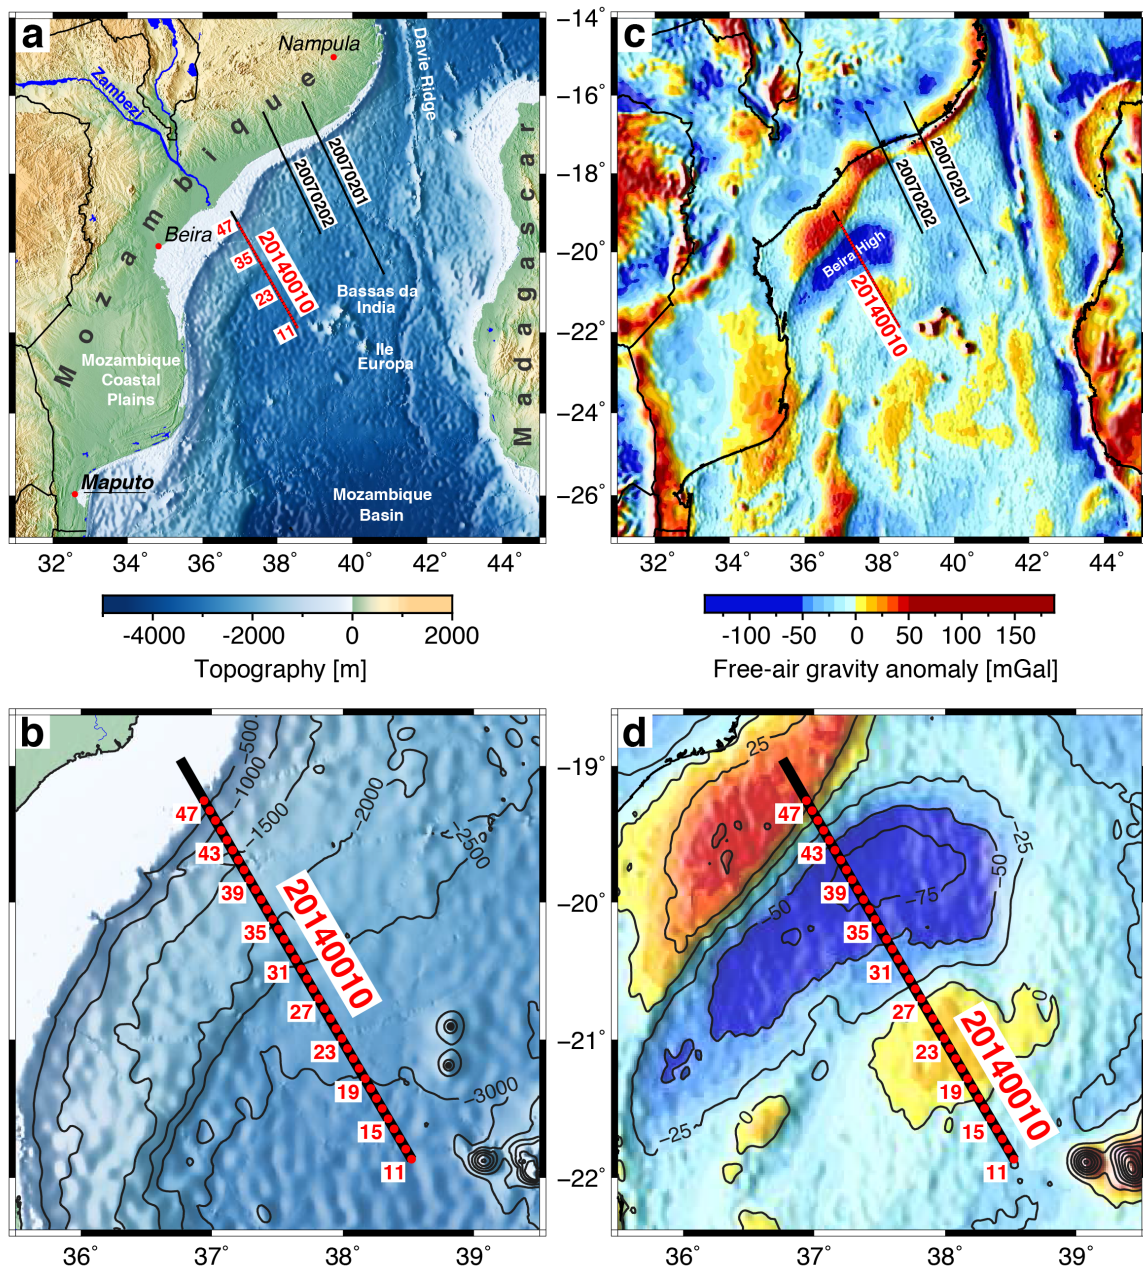 a
Nampula
Davie Ridge
Zambezi
Mozambique
20070201
20070202
Beira
47
35
23
11
20140010
Bassas da
India
Ile
Europa
Mozambique
Coastal
Plains
Madagascar
Maputo
Mozambique
Basin
32° 34° 36° 38° 40° 42° 44°
-4000 -2000 0 2000
Topography [m]
c
−14°
−16°
−18°
−20°
−22°
−24°
−26°
20070201
20070202
Beira High
20140010
32° 34° 36° 38° 40° 42° 44°
-100 -50 0 50 100 150
Free-air gravity anomaly [mGal]
b
−500
−1000
−1500
−2000
−2500
−3000
47
43
39
35
31
27
23
19
15
11
20140010
36° 37° 38° 39°
−19°
−20°
−21°
−22°
d
25
−25
−50
−75
−50
0
0
−25
47
43
39
35
31
27
23
19
15
11
20140010
36° 37° 38° 39°